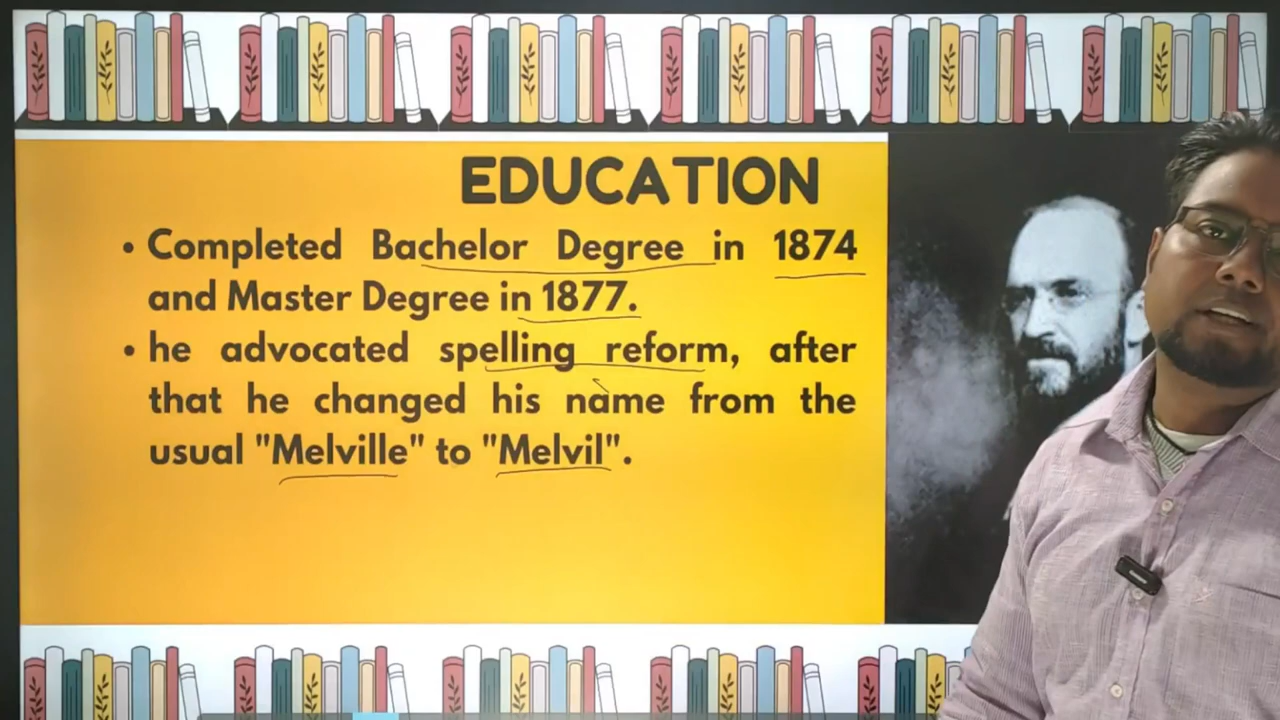 EDUCATION
• Completed Bachelor Degree in 1874
and Master Degree in 1877.
• he advocated spelling reform, after
that he changed his name from the
usual "Melville" to "Melvil".